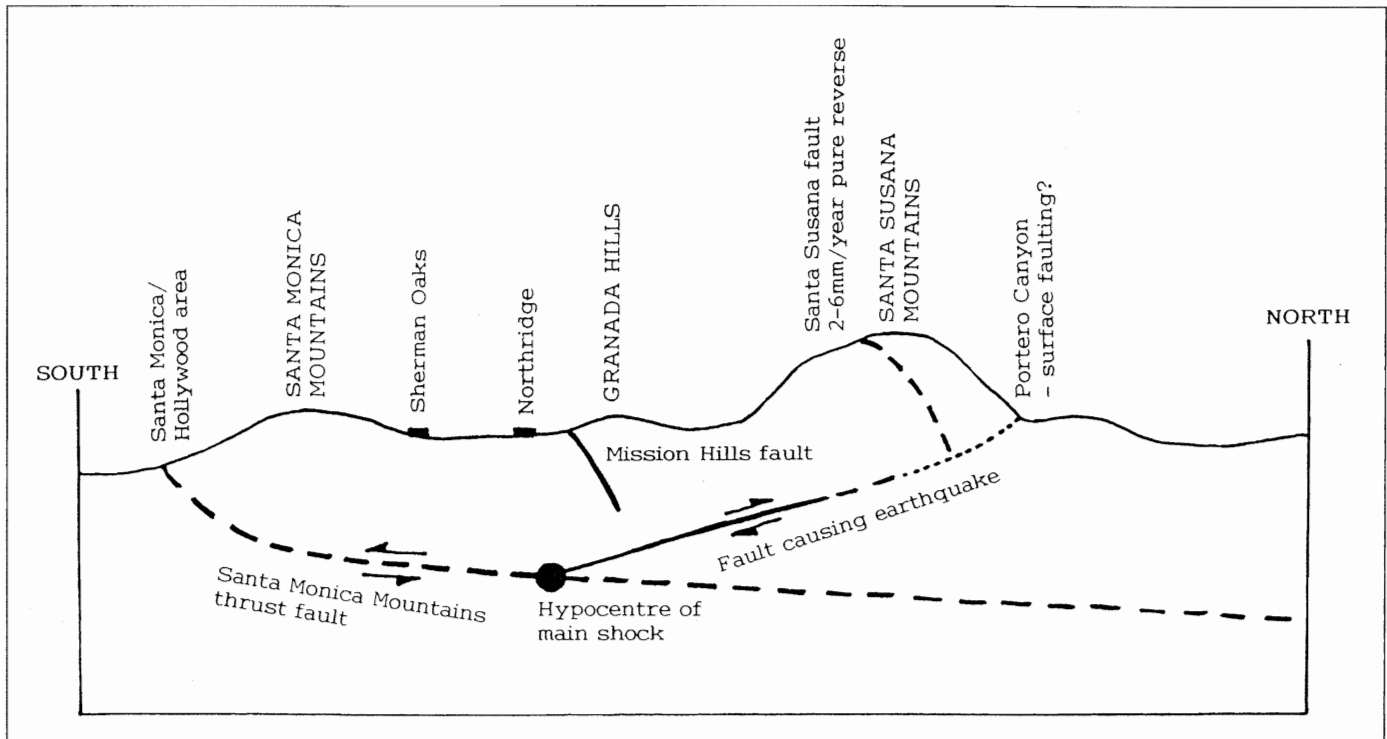 SOUTH
Santa Monica/
Hollywood area
SANTA MONICA
MOUNTAINS
Sherman Oaks
Northridge
GRANADA HILLS
Santa Susana fault
2-6mm/year pure reverse
SANTA SUSANA
MOUNTAINS
Portero Canyon
- surface faulting?
NORTH
Mission Hills fault
Fault causing earthquake
Santa Monica Mountains
thrust fault
Hypocentre of
main shock